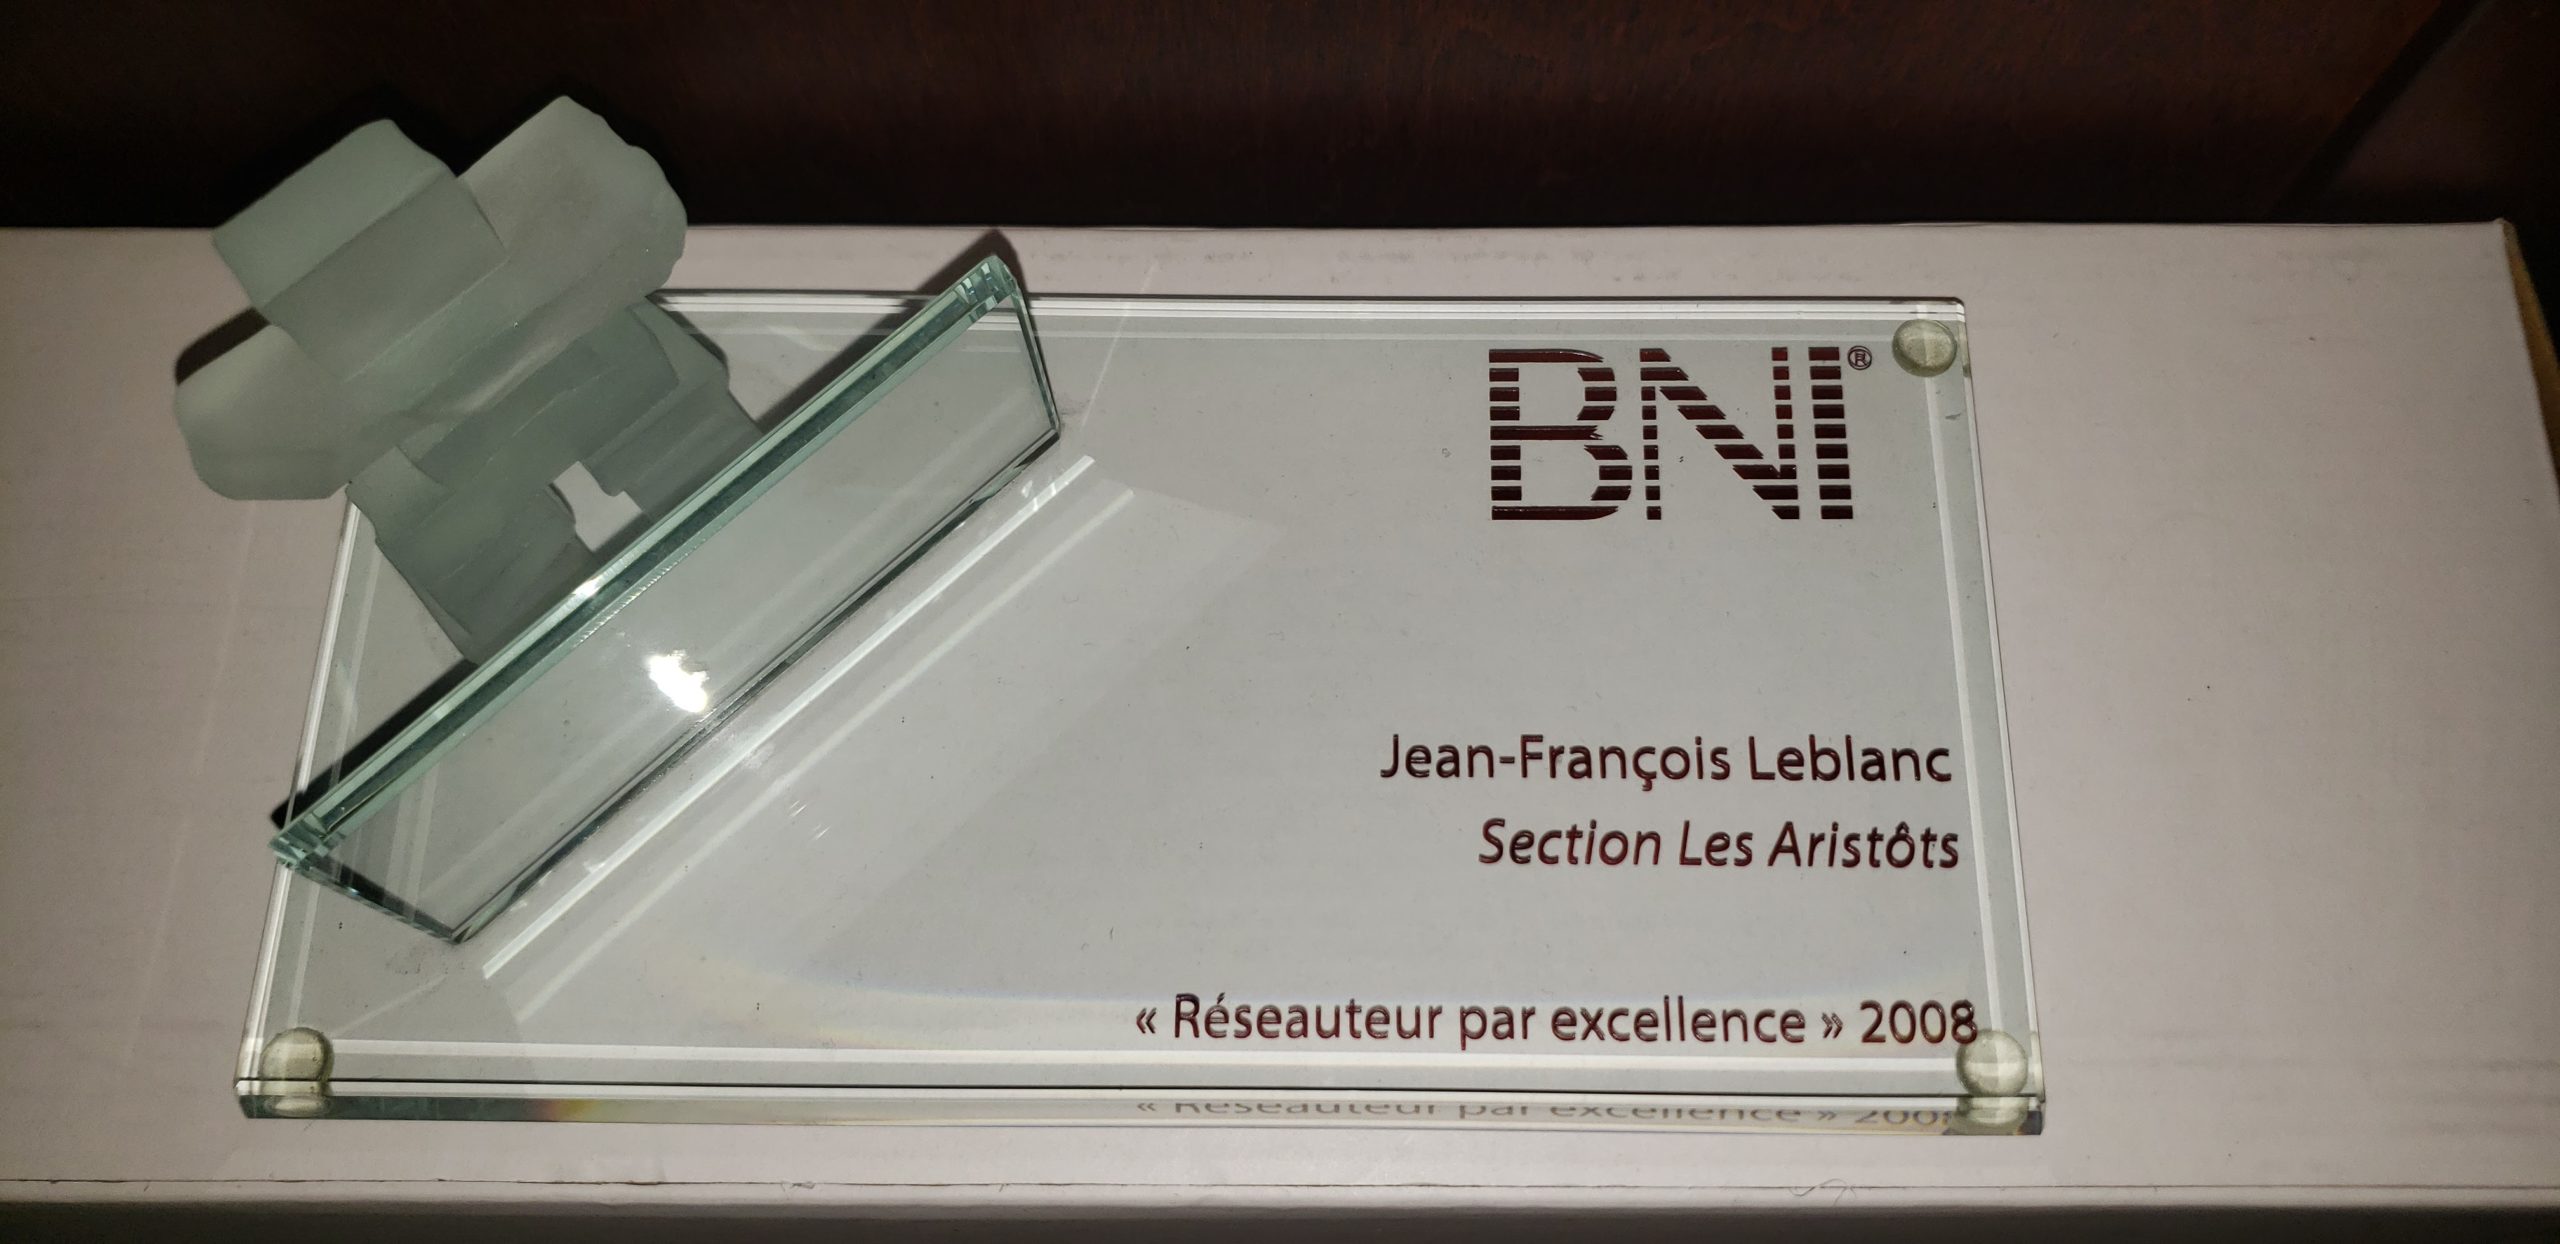 BNI®
Jean-François Leblanc
Section Les Aristôts
« Réseauteur par excellence » 2008